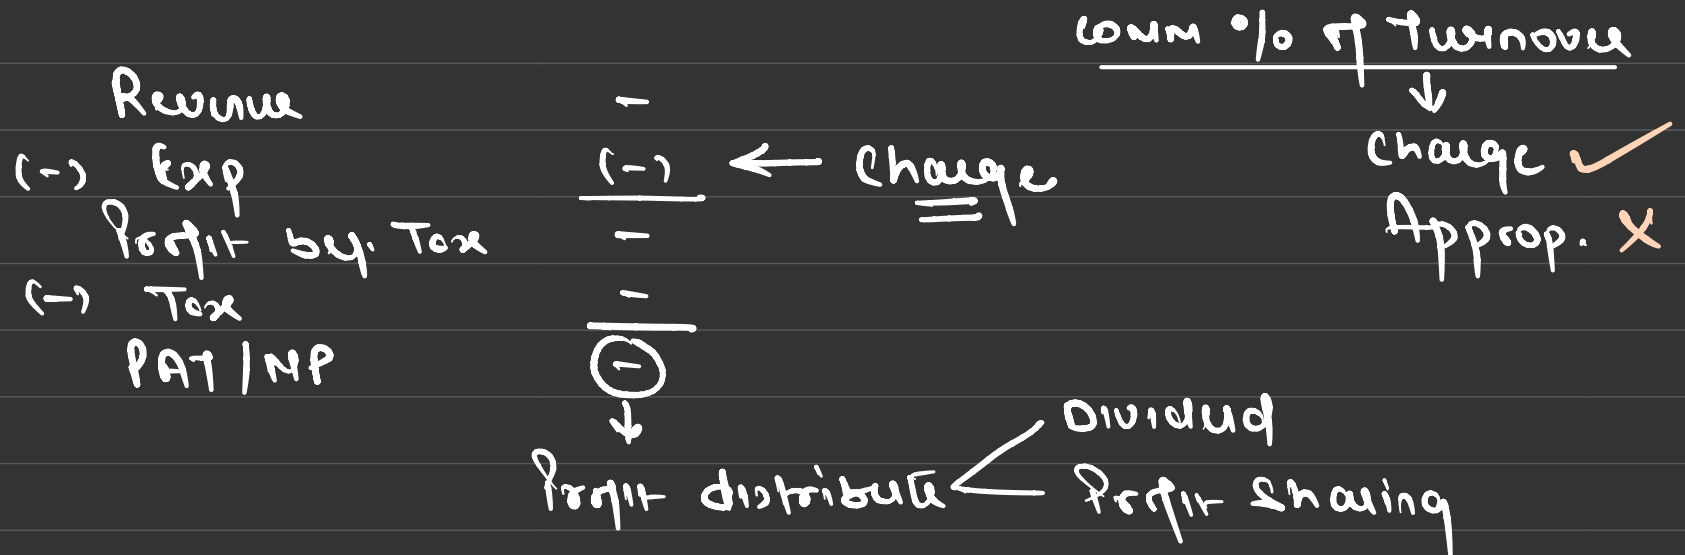 Comm % of Turnover
↓
Charge ✓
Approp. ✗
Revenue –
(-) Exp (-) ← Charge
Profit bef. Tax –
(-) Tax –
PAT/NP –
↓
Profit distribute
Dividend
Profit Sharing